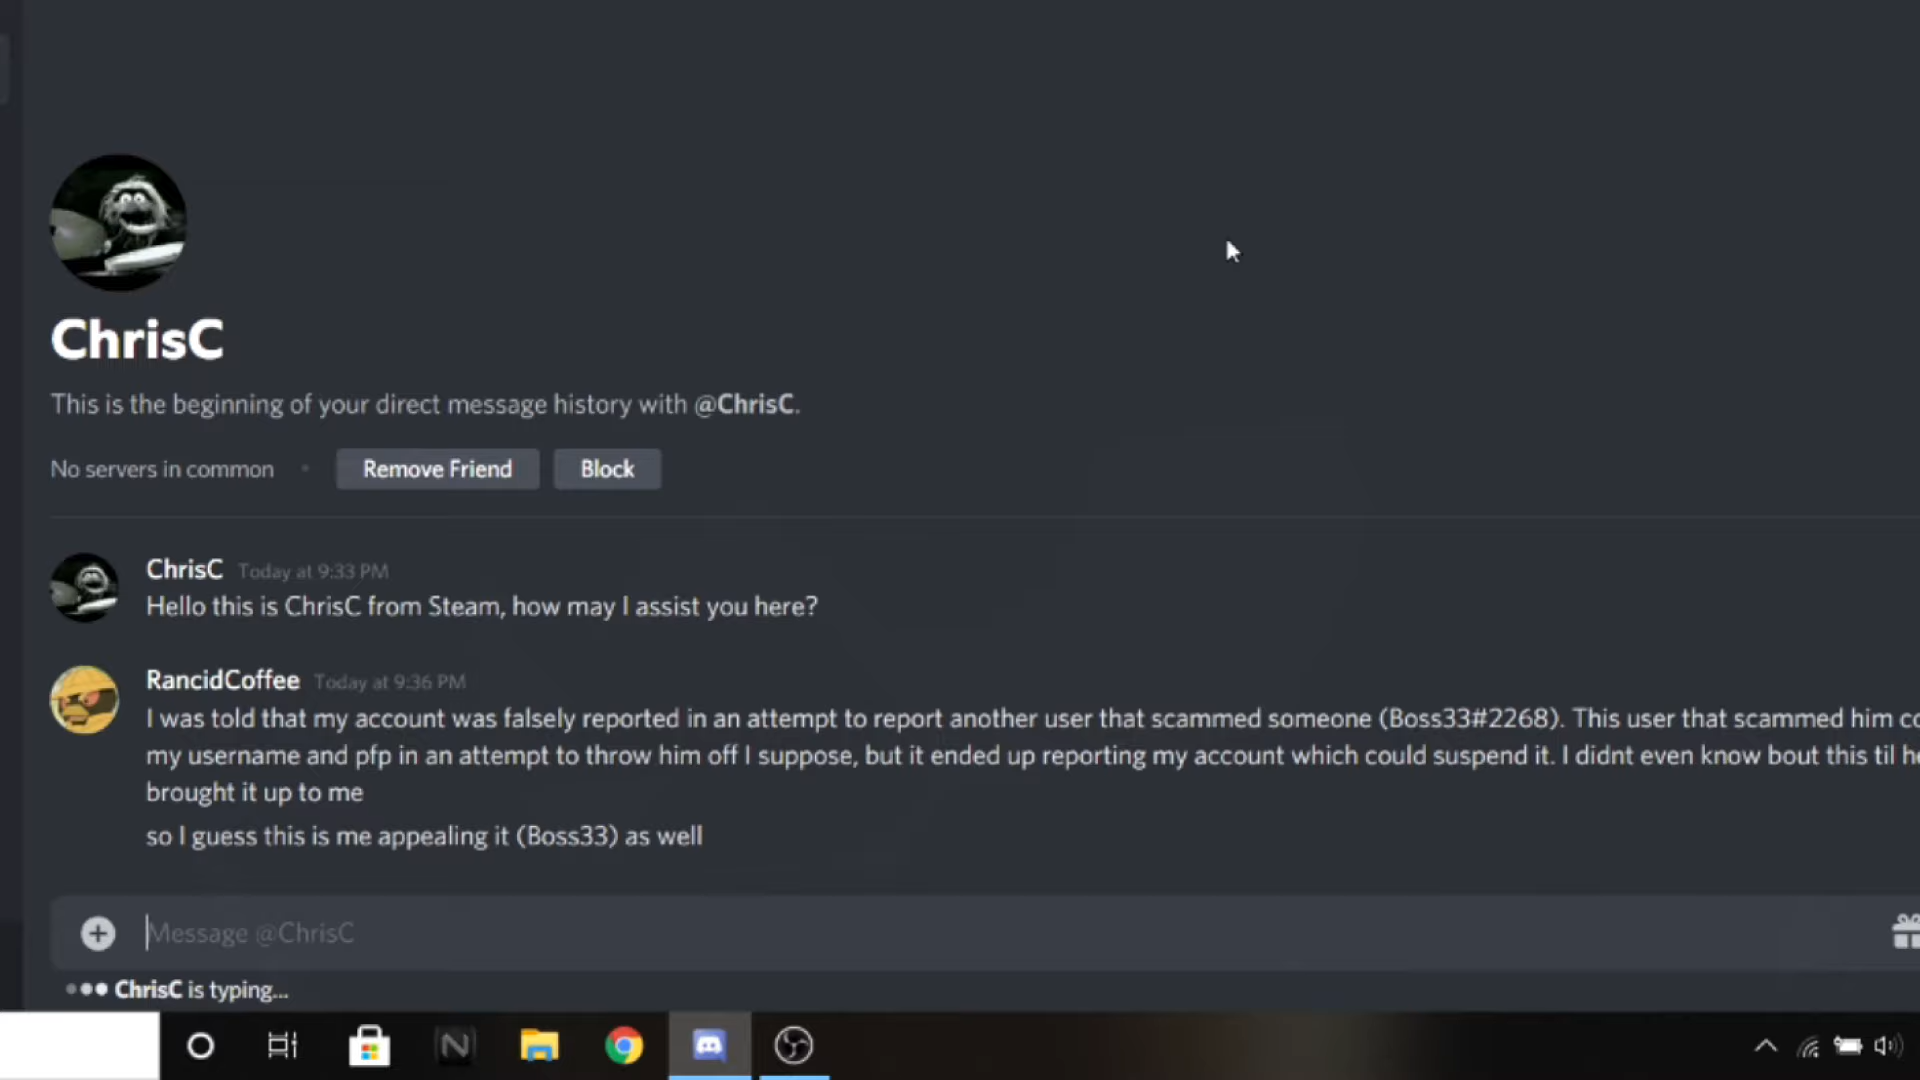 ChrisC
This is the beginning of your direct message history with @ChrisC.
No servers in common
Remove Friend
Block
ChrisC Today at 9:33 PM
Hello this is ChrisC from Steam, how may I assist you here?
RancidCoffee Today at 9:36 PM
I was told that my account was falsely reported in an attempt to report another user that scammed someone (Boss33#2268). This user that scammed him
my username and pfp in an attempt to throw him off I suppose, but it ended up reporting my account which could suspend it. I didnt even know bout this til
brought it up to me
so I guess this is me appealing it (Boss33) as well
Message @ChrisC
ChrisC is typing...